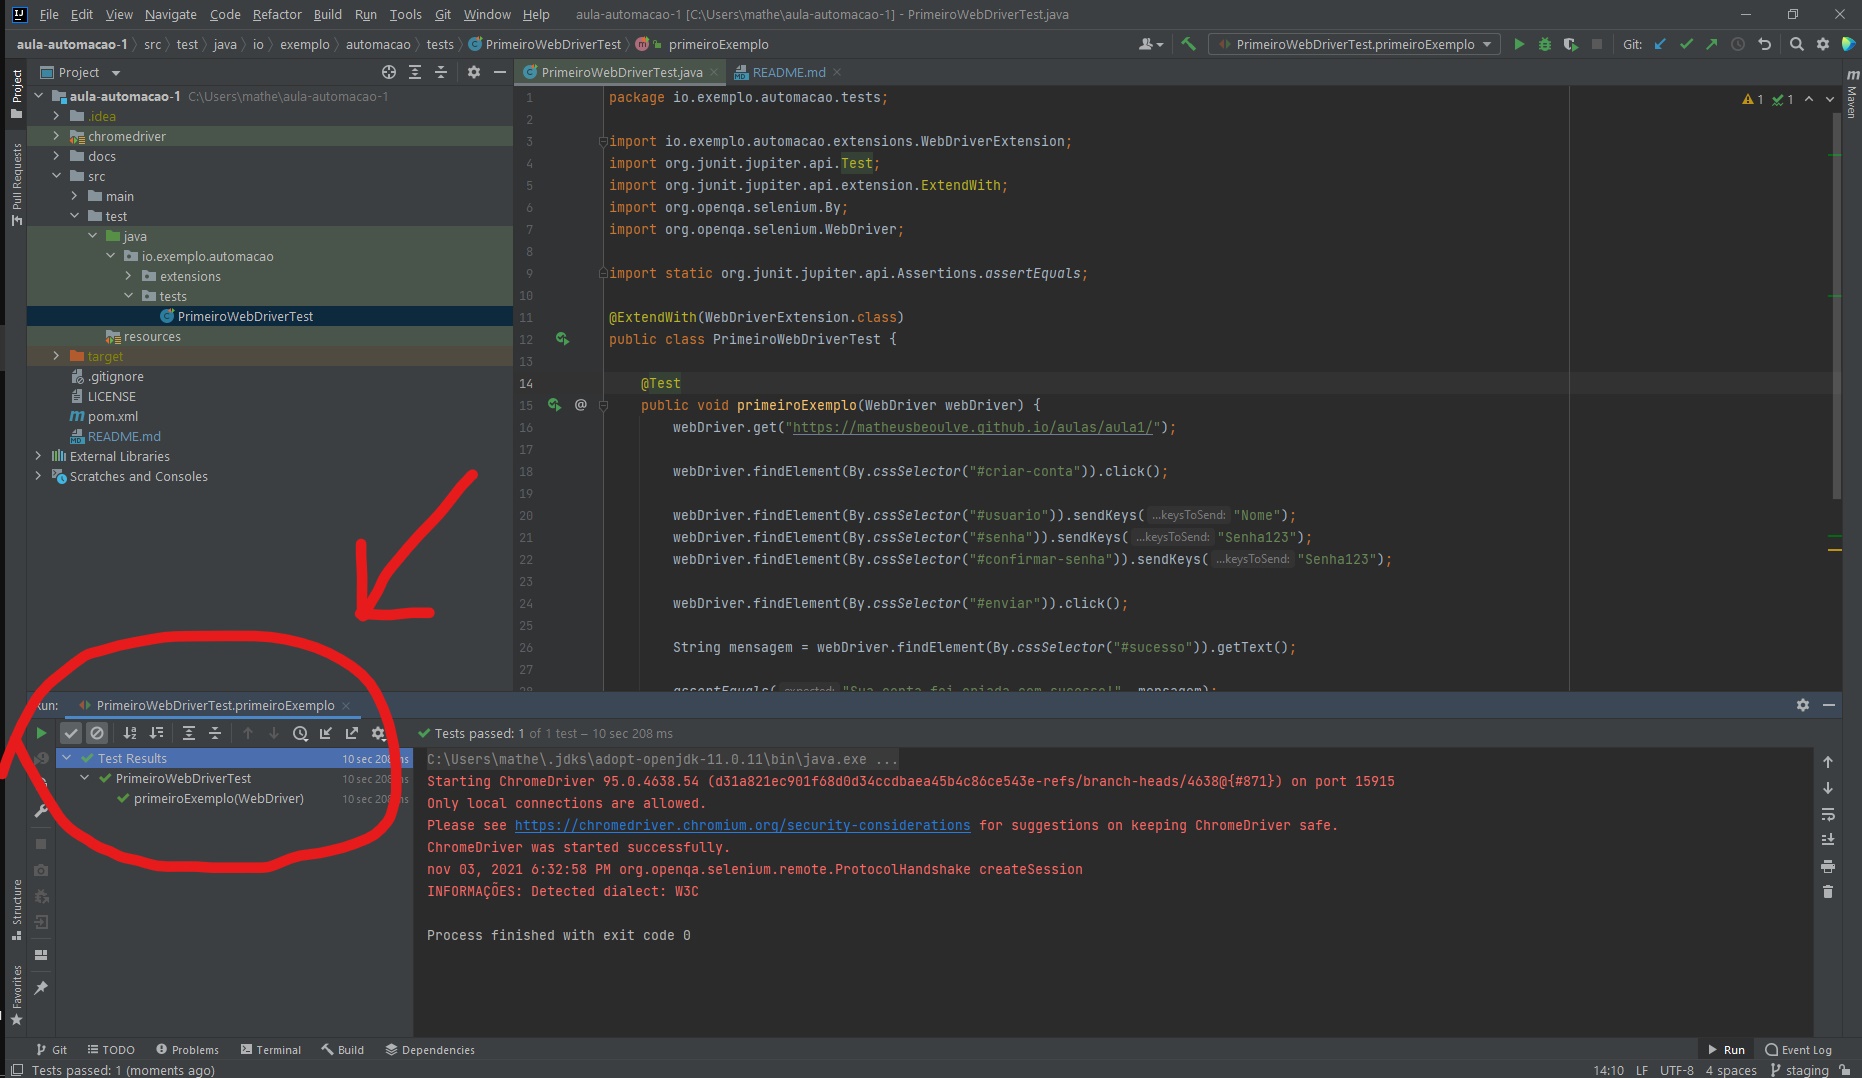 File Edit View Navigate Code Refactor Build Run Tools Git Window Help aula-automacao-1 [C:\Users\mathe\aula-automacao-1] - PrimeiroWebDriverTest.java
aula-automacao-1 src test java io exemplo automacao tests PrimeiroWebDriverTest primeiroExemplo PrimeiroWebDriverTest.primeiroExemplo Git:
Project
PrimeiroWebDriverTest.java README.md
Project
Pull Requests
Structure
Favorites
Maven
aula-automacao-1 C:\Users\mathe\aula-automacao-1
.idea
chromedriver
docs
src
main
test
java
io.exemplo.automacao
extensions
tests
PrimeiroWebDriverTest
resources
target
.gitignore
LICENSE
pom.xml
README.md
External Libraries
Scratches and Consoles
1 1
1 package io.exemplo.automacao.tests;
2
3 import io.exemplo.automacao.extensions.WebDriverExtension;
4 import org.junit.jupiter.api.Test;
5 import org.junit.jupiter.api.extension.ExtendWith;
6 import org.openqa.selenium.By;
7 import org.openqa.selenium.WebDriver;
8
9 import static org.junit.jupiter.api.Assertions.assertEquals;
10
11 @ExtendWith(WebDriverExtension.class)
12 public class PrimeiroWebDriverTest {
13
14 @Test
15 @ public void primeiroExemplo(WebDriver webDriver) {
16 webDriver.get("https://matheusbeoulve.github.io/aulas/aula1/");
17
18 webDriver.findElement(By.cssSelector("#criar-conta")).click();
19
20 webDriver.findElement(By.cssSelector("#usuario")).sendKeys( ...keysToSend: "Nome");
21 webDriver.findElement(By.cssSelector("#senha")).sendKeys( ...keysToSend: "Senha123");
22 webDriver.findElement(By.cssSelector("#confirmar-senha")).sendKeys( ...keysToSend: "Senha123");
23
24 webDriver.findElement(By.cssSelector("#enviar")).click();
25
26 String mensagem = webDriver.findElement(By.cssSelector("#sucesso")).getText();
27
28 assertEquals( expected: "Sua conta foi criada com sucesso!", mensagem);
Run: PrimeiroWebDriverTest.primeiroExemplo
Tests passed: 1 of 1 test – 10 sec 208 ms
Test Results 10 sec 208 ms
PrimeiroWebDriverTest 10 sec 208 ms
primeiroExemplo(WebDriver) 10 sec 208 ms
C:\Users\mathe\.jdks\adopt-openjdk-11.0.11\bin\java.exe ...
Starting ChromeDriver 95.0.4638.54 (d31a821ec901f68d0d34ccdbaea45b4c86ce543e-refs/branch-heads/4638@{#871}) on port 15915
Only local connections are allowed.
Please see https://chromedriver.chromium.org/security-considerations for suggestions on keeping ChromeDriver safe.
ChromeDriver was started successfully.
nov 03, 2021 6:32:58 PM org.openqa.selenium.remote.ProtocolHandshake createSession
INFORMAÇÕES: Detected dialect: W3C
Process finished with exit code 0
Git TODO Problems Terminal Build Dependencies Run Event Log
Tests passed: 1 (moments ago) 14:10 LF UTF-8 4 spaces staging